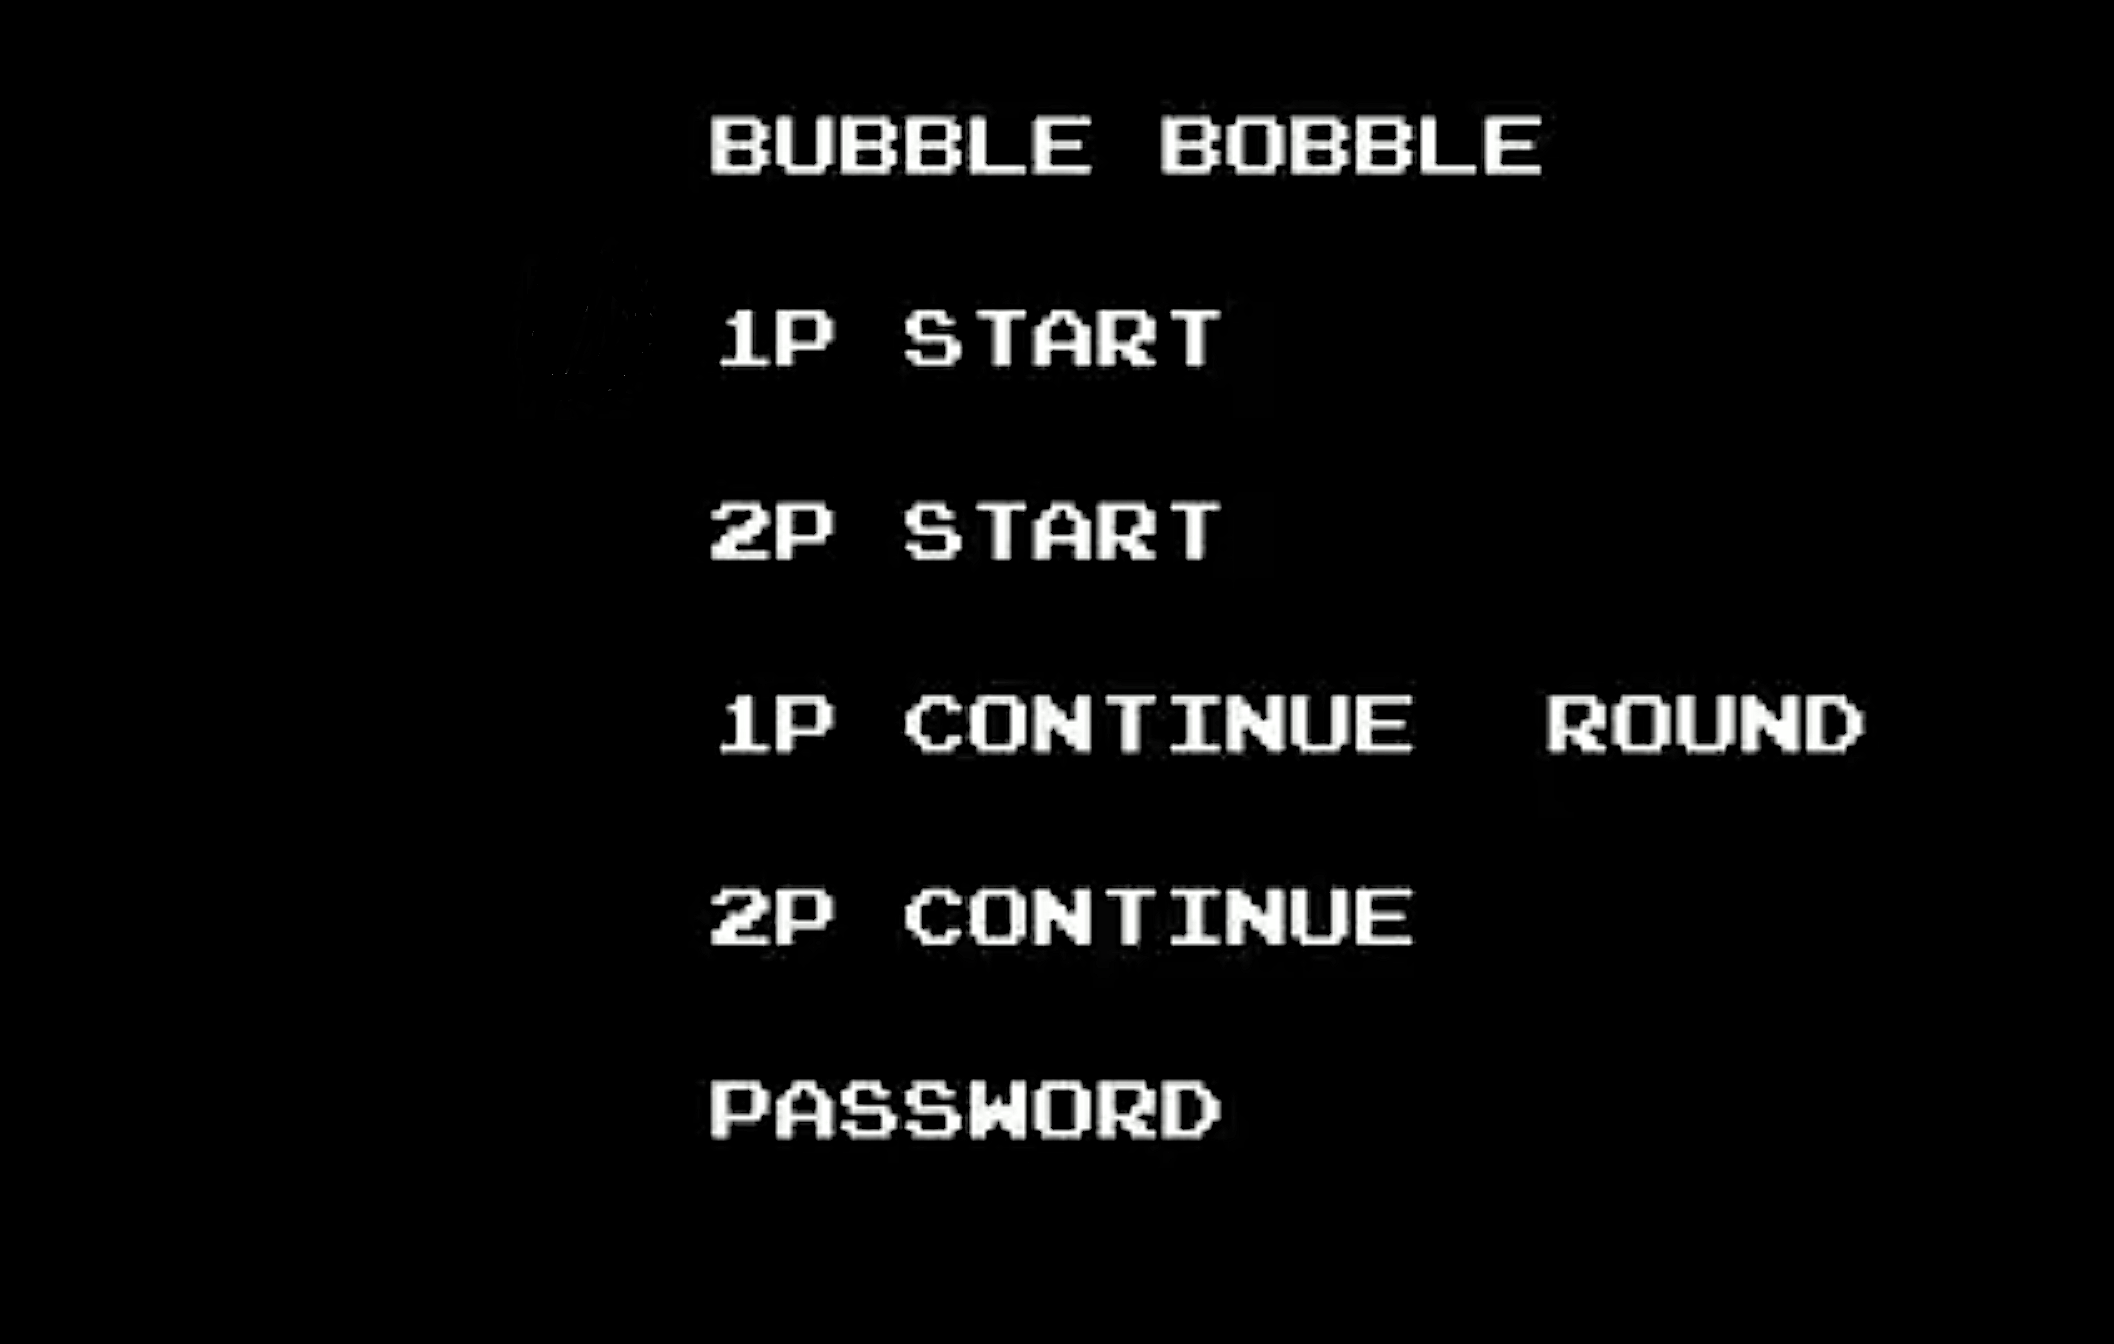 BUBBLE BOBBLE
1P START
2P START
1P CONTINUE ROUND
2P CONTINUE
PASSWORD